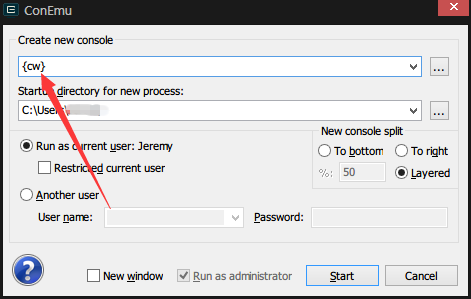 ConEmu
Create new console
{cw}
...
Startup directory for new process:
C:\Users\
...
Run as current user: Jeremy
Restricted current user
Another user
User name:
Password:
New console split
To bottom
To right
%: 50
Layered
?
New window
Run as administrator
Start
Cancel